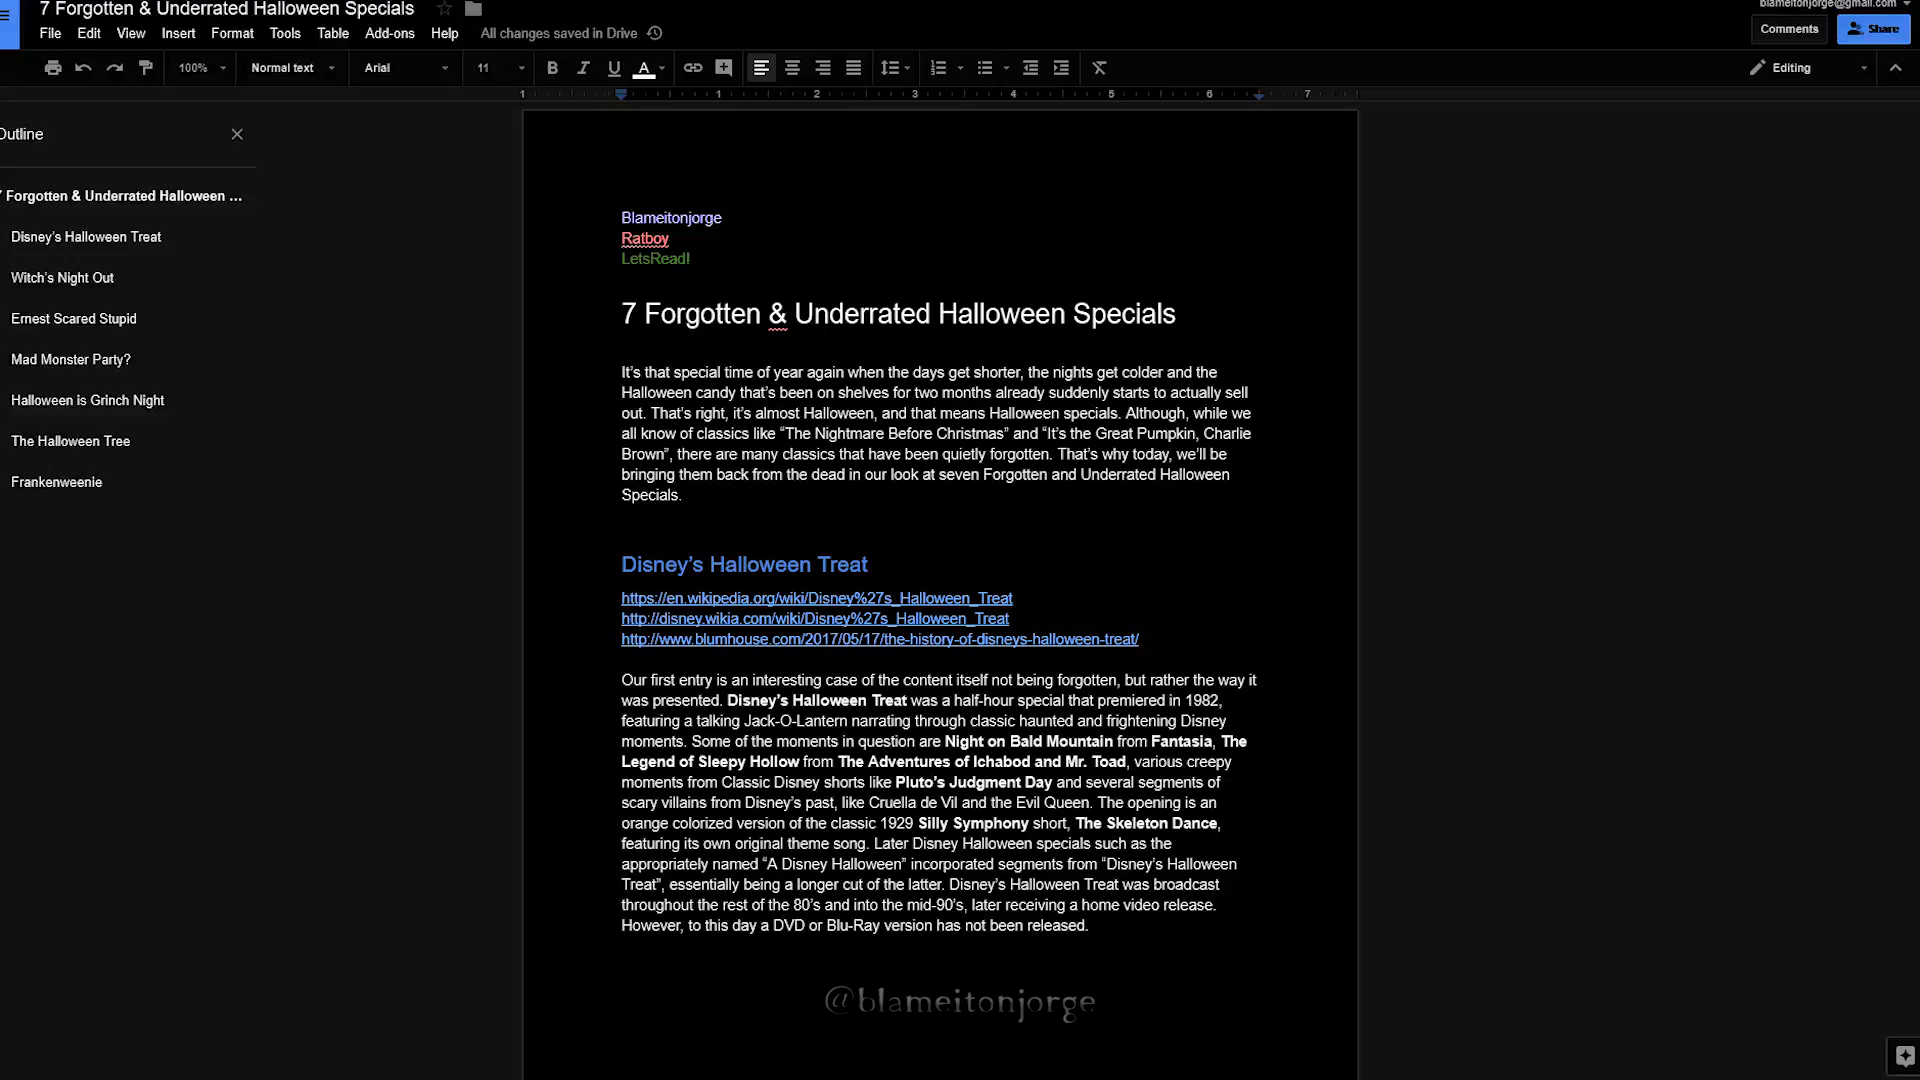 7 Forgotten & Underrated Halloween Specials
blameitonjorge@gmail.com
File Edit View Insert Format Tools Table Add-ons Help All changes saved in Drive
Comments Share
100% Normal text Arial 11 Editing
1 1 2 3 4 5 6 7
Outline
7 Forgotten & Underrated Halloween ...
Disney's Halloween Treat
Witch's Night Out
Ernest Scared Stupid
Mad Monster Party?
Halloween is Grinch Night
The Halloween Tree
Frankenweenie
Blameitonjorge
Ratboy
LetsRead!
7 Forgotten & Underrated Halloween Specials
It's that special time of year again when the days get shorter, the nights get colder and the
Halloween candy that's been on shelves for two months already suddenly starts to actually sell
out. That's right, it's almost Halloween, and that means Halloween specials. Although, while we
all know of classics like “The Nightmare Before Christmas” and “It's the Great Pumpkin, Charlie
Brown”, there are many classics that have been quietly forgotten. That's why today, we'll be
bringing them back from the dead in our look at seven Forgotten and Underrated Halloween
Specials.
Disney's Halloween Treat
https://en.wikipedia.org/wiki/Disney%27s_Halloween_Treat
http://disney.wikia.com/wiki/Disney%27s_Halloween_Treat
http://www.blumhouse.com/2017/05/17/the-history-of-disneys-halloween-treat/
Our first entry is an interesting case of the content itself not being forgotten, but rather the way it
was presented. Disney's Halloween Treat was a half-hour special that premiered in 1982,
featuring a talking Jack-O-Lantern narrating through classic haunted and frightening Disney
moments. Some of the moments in question are Night on Bald Mountain from Fantasia, The
Legend of Sleepy Hollow from The Adventures of Ichabod and Mr. Toad, various creepy
moments from Classic Disney shorts like Pluto's Judgment Day and several segments of
scary villains from Disney's past, like Cruella de Vil and the Evil Queen. The opening is an
orange colorized version of the classic 1929 Silly Symphony short, The Skeleton Dance,
featuring its own original theme song. Later Disney Halloween specials such as the
appropriately named “A Disney Halloween” incorporated segments from “Disney's Halloween
Treat”, essentially being a longer cut of the latter. Disney's Halloween Treat was broadcast
throughout the rest of the 80's and into the mid-90's, later receiving a home video release.
However, to this day a DVD or Blu-Ray version has not been released.
@blameitonjorge